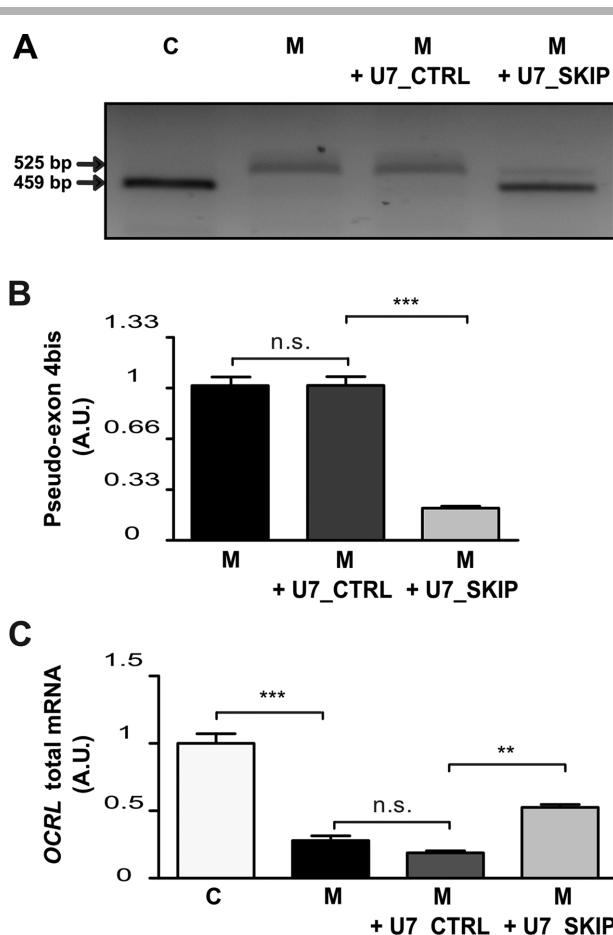 A
C M M M
+ U7_CTRL + U7_SKIP
525 bp
459 bp
B
Pseudo-exon 4bis
(A.U.)
1.33
1
0.66
0.33
0
n.s.
***
M M M
+ U7_CTRL + U7_SKIP
C
OCRL total mRNA
(A.U.)
1.5
1
0.5
0
***
n.s.
**
C M M M
+ U7 CTRL + U7 SKIP